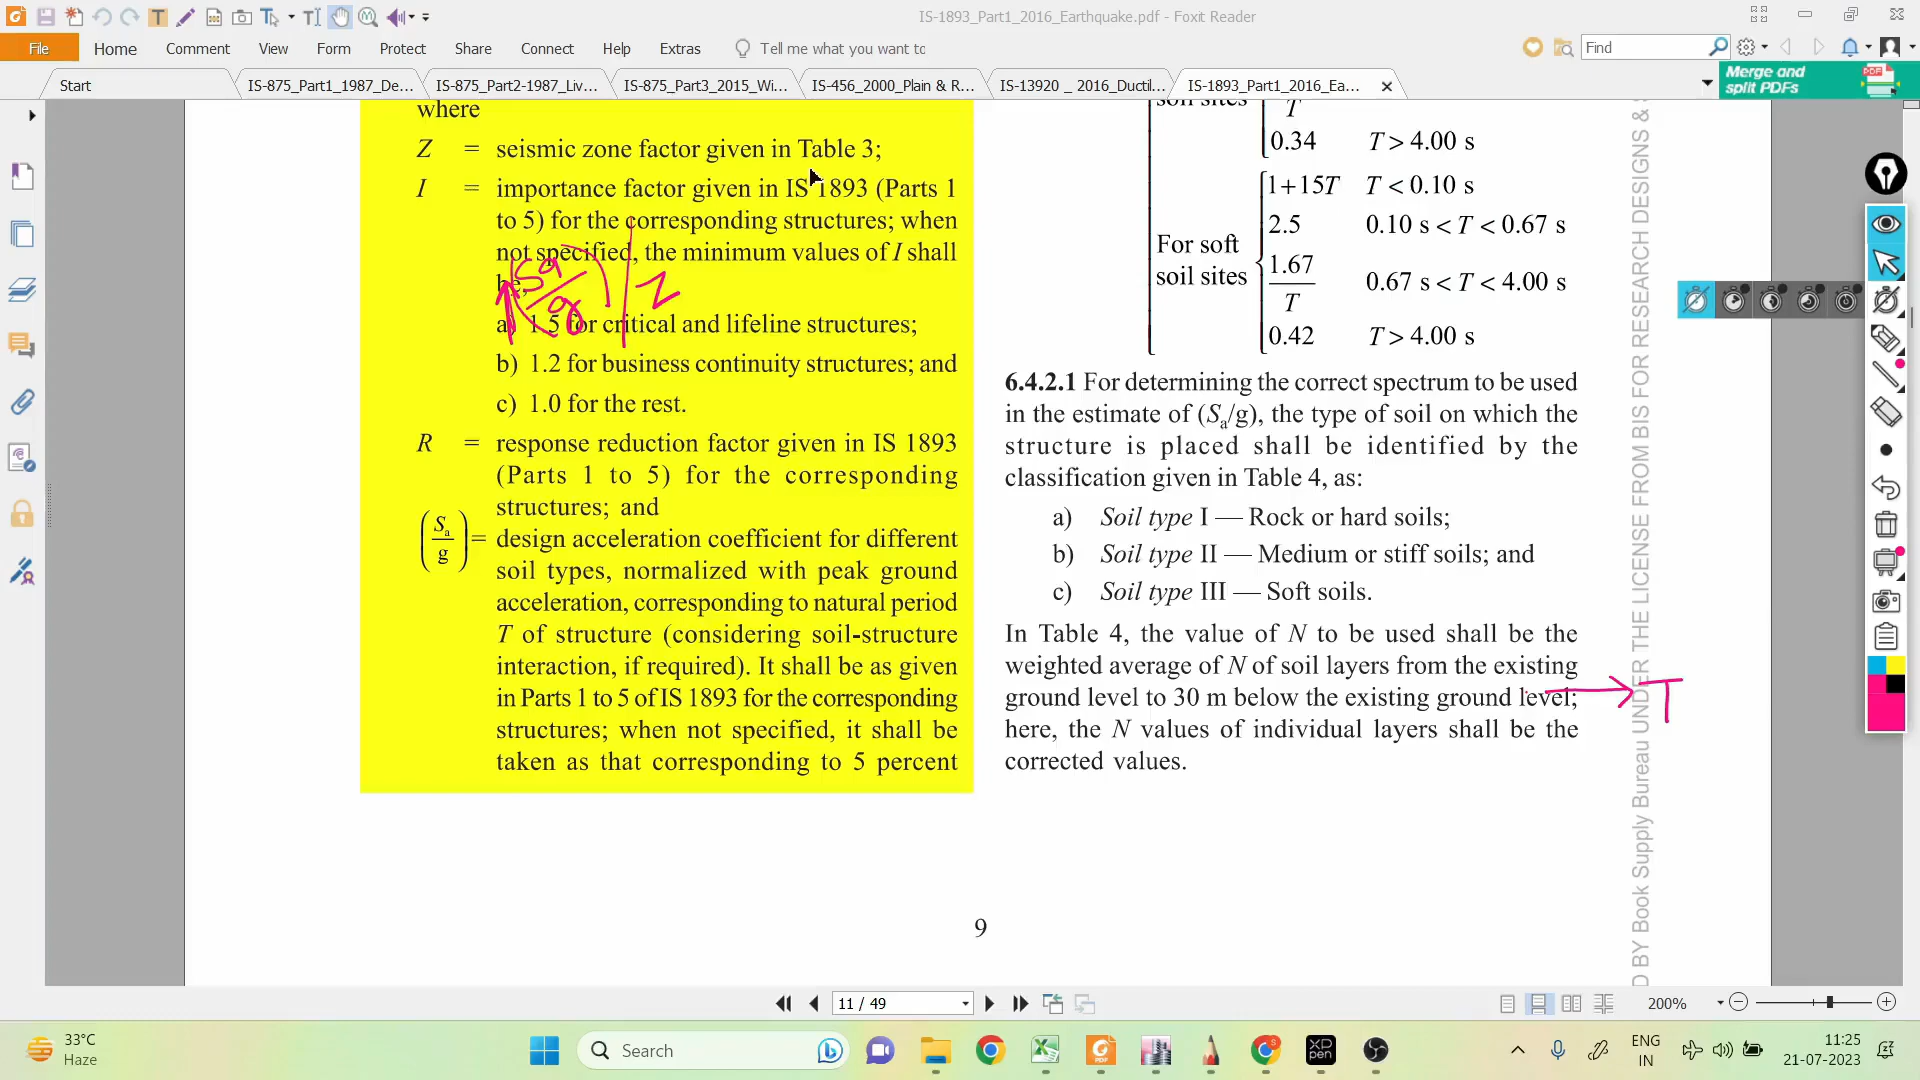 IS-1893_Part1_2016_Earthquake.pdf - Foxit Reader
File Home Comment View Form Protect Share Connect Help Extras Tell me what you want to Find
Start IS-875_Part1_1987_De... IS-875_Part2-1987_Liv... IS-875_Part3_2015_Wi... IS-456_2000_Plain & R... IS-13920 _ 2016_Ductil... IS-1893_Part1_2016_Ea...
Merge and
split PDFs
where
Z = seismic zone factor given in Table 3;
I = importance factor given in IS 1893 (Parts 1
to 5) for the corresponding structures; when
not specified, the minimum values of I shall
be,
a) 1.5 for critical and lifeline structures;
b) 1.2 for business continuity structures; and
c) 1.0 for the rest.
R = response reduction factor given in IS 1893
(Parts 1 to 5) for the corresponding
structures; and
(Sa/g) = design acceleration coefficient for different
soil types, normalized with peak ground
acceleration, corresponding to natural period
T of structure (considering soil-structure
interaction, if required). It shall be as given
in Parts 1 to 5 of IS 1893 for the corresponding
structures; when not specified, it shall be
taken as that corresponding to 5 percent
(Sa/g) Z
soil sites
T
0.34 T > 4.00 s
For soft
soil sites
1+15T T < 0.10 s
2.5 0.10 s < T < 0.67 s
1.67
T
0.67 s < T < 4.00 s
0.42 T > 4.00 s
6.4.2.1 For determining the correct spectrum to be used
in the estimate of (Sa/g), the type of soil on which the
structure is placed shall be identified by the
classification given in Table 4, as:
a) Soil type I — Rock or hard soils;
b) Soil type II — Medium or stiff soils; and
c) Soil type III — Soft soils.
In Table 4, the value of N to be used shall be the
weighted average of N of soil layers from the existing
ground level to 30 m below the existing ground level;
here, the N values of individual layers shall be the
corrected values.
T
9
D BY Book Supply Bureau UNDER THE LICENSE FROM BIS FOR RESEARCH DESIGNS &
11 / 49
200%
33°C
Haze
Search
XD
pen
ENG
IN
11:25
21-07-2023